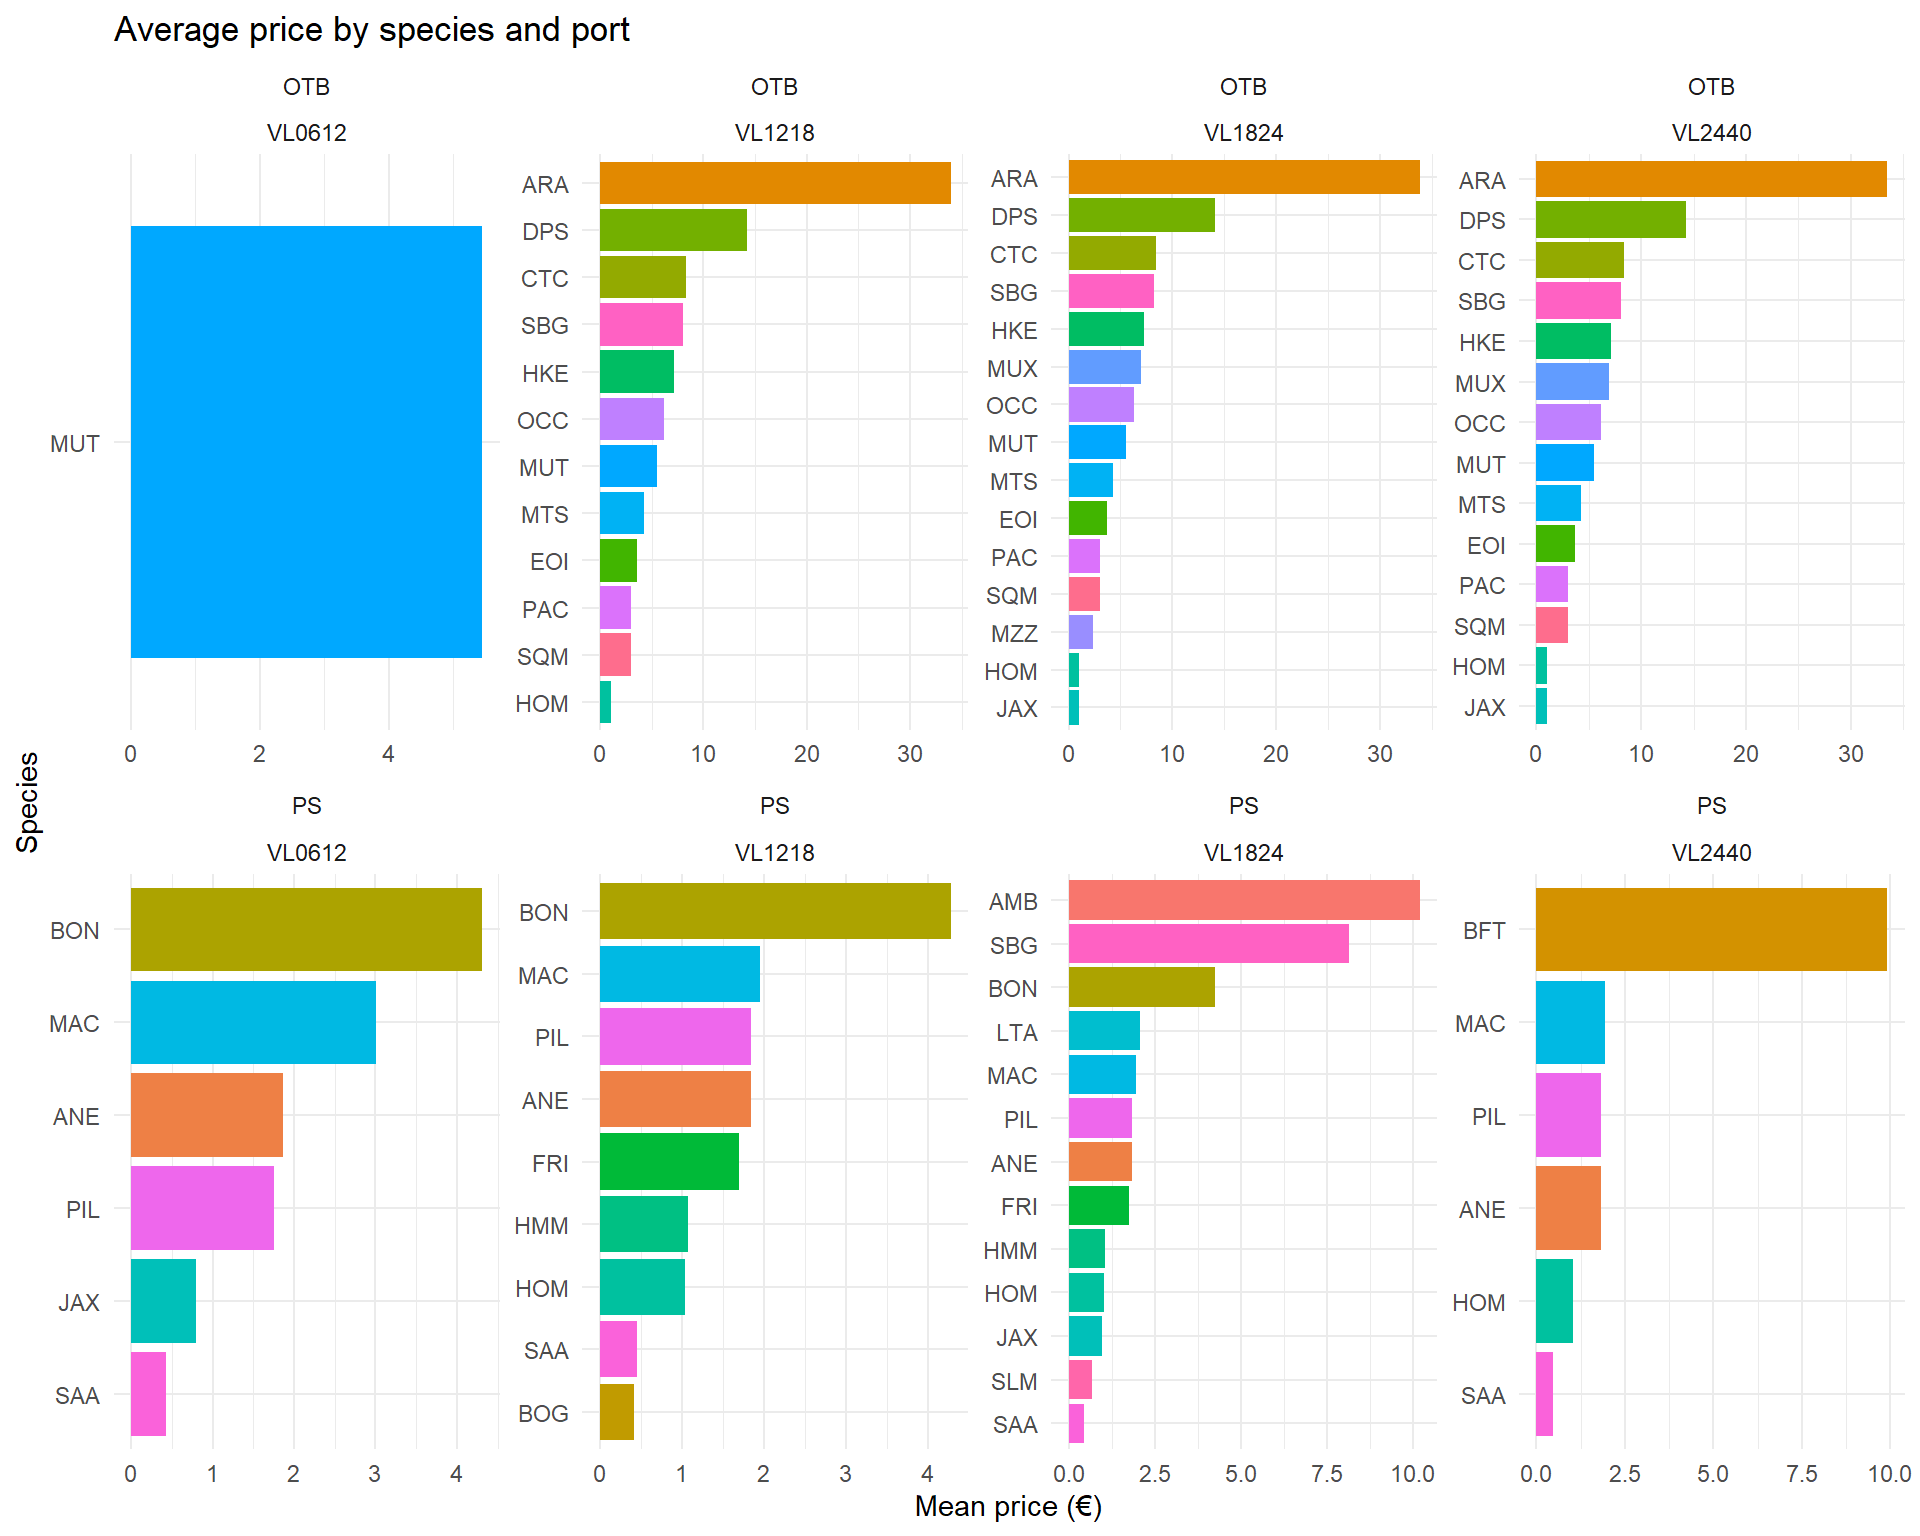 Average price by species and port
OTB
VL0612
MUT
0 2 4
OTB
VL1218
ARA
DPS
CTC
SBG
HKE
OCC
MUT
MTS
EOI
PAC
SQM
HOM
0 10 20 30
OTB
VL1824
ARA
DPS
CTC
SBG
HKE
MUX
OCC
MUT
MTS
EOI
PAC
SQM
MZZ
HOM
JAX
0 10 20 30
OTB
VL2440
ARA
DPS
CTC
SBG
HKE
MUX
OCC
MUT
MTS
EOI
PAC
SQM
HOM
JAX
0 10 20 30
Species
PS
VL0612
BON
MAC
ANE
PIL
JAX
SAA
0 1 2 3 4
PS
VL1218
BON
MAC
PIL
ANE
FRI
HMM
HOM
SAA
BOG
0 1 2 3 4
PS
VL1824
AMB
SBG
BON
LTA
MAC
PIL
ANE
FRI
HMM
HOM
JAX
SLM
SAA
0.0 2.5 5.0 7.5 10.0
PS
VL2440
BFT
MAC
PIL
ANE
HOM
SAA
0.0 2.5 5.0 7.5 10.0
Mean price (€)